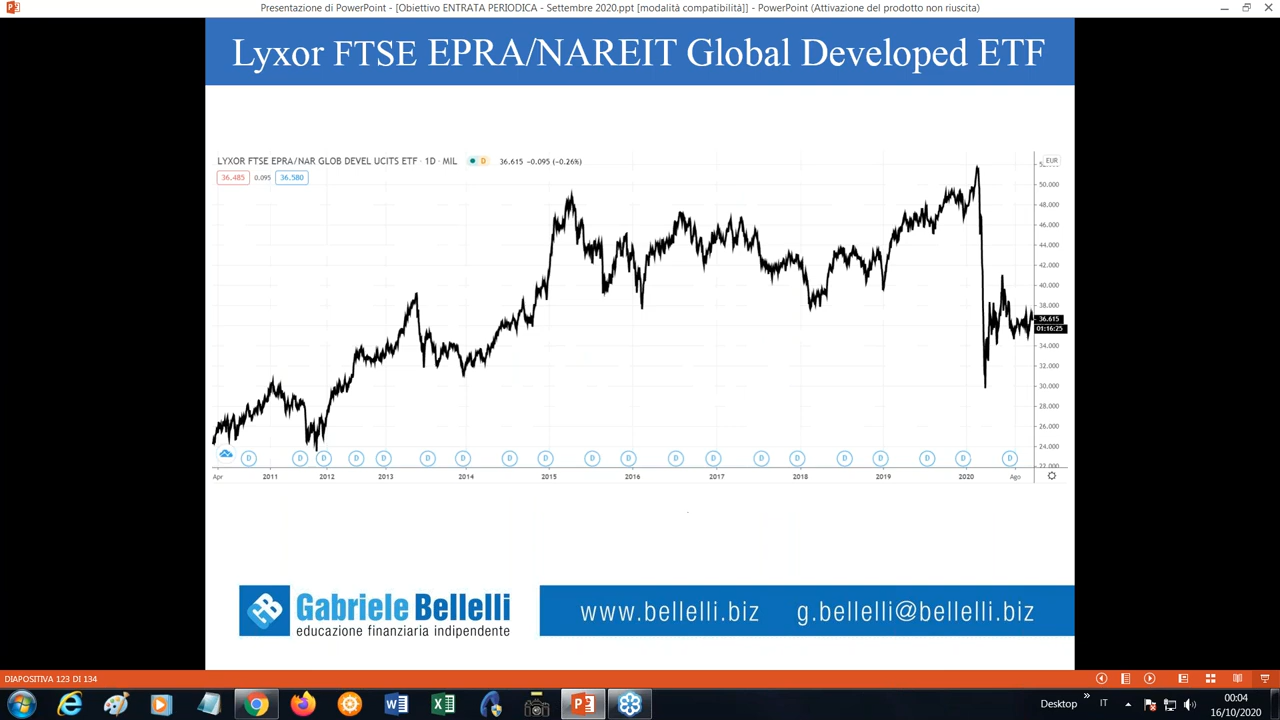 Presentazione di PowerPoint - [Obiettivo ENTRATA PERIODICA - Settembre 2020.ppt [modalità compatibilità]] - PowerPoint (Attivazione del prodotto non riuscita)
Lyxor FTSE EPRA/NAREIT Global Developed ETF
LYXOR FTSE EPRA/NAR GLOB DEVEL UCITS ETF · 1D · MIL D 36.615 −0.095 (−0.26%)
36.485 0.095 36.580
EUR
50.000
48.000
46.000
44.000
42.000
40.000
38.000
36.615
01:16:25
34.000
32.000
30.000
28.000
26.000
24.000
22.000
D D D D D D D D D D D D D D D D D D D D D
Apr 2011 2012 2013 2014 2015 2016 2017 2018 2019 2020 Ago
Gabriele Bellelli
educazione finanziaria indipendente
www.bellelli.biz g.bellelli@bellelli.biz
DIAPOSITIVA 123 DI 134
Desktop IT 00:04
16/10/2020